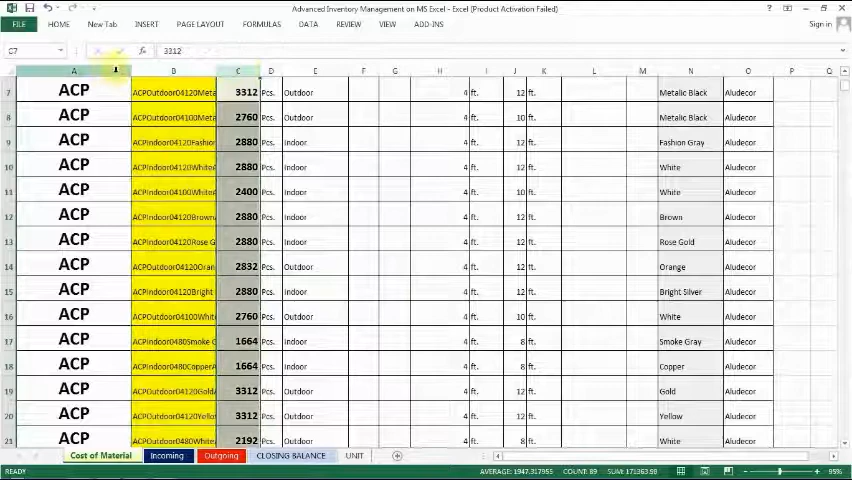 Advanced Inventory Management on MS Excel - Excel (Product Activation Failed)
FILE HOME New Tab INSERT PAGE LAYOUT FORMULAS DATA REVIEW VIEW ADD-INS Sign in
C7 fx 3312
A B C D E F G H I J K L M N O P Q
7 ACP ACPOutdoor04120Meta 3312 Pcs. Outdoor 4 ft. 12 ft. Metalic Black Aludecor
8 ACP ACPOutdoor04100Meta 2760 Pcs. Outdoor 4 ft. 10 ft. Metalic Black Aludecor
9 ACP ACPIndoor04120Fashion 2880 Pcs. Indoor 4 ft. 12 ft. Fashion Gray Aludecor
10 ACP ACPIndoor04120WhiteA 2880 Pcs. Indoor 4 ft. 12 ft. White Aludecor
11 ACP ACPIndoor04100WhiteA 2400 Pcs. Indoor 4 ft. 10 ft. White Aludecor
12 ACP ACPIndoor04120BrownA 2880 Pcs. Indoor 4 ft. 12 ft. Brown Aludecor
13 ACP ACPIndoor04120Rose G 2880 Pcs. Indoor 4 ft. 12 ft. Rose Gold Aludecor
14 ACP ACPOutdoor04120Oran 2832 Pcs. Outdoor 4 ft. 12 ft. Orange Aludecor
15 ACP ACPIndoor04120Bright 2880 Pcs. Indoor 4 ft. 12 ft. Bright Silver Aludecor
16 ACP ACPOutdoor04100Whit 2760 Pcs. Outdoor 4 ft. 10 ft. White Aludecor
17 ACP ACPIndoor0480Smoke G 1664 Pcs. Indoor 4 ft. 8 ft. Smoke Gray Aludecor
18 ACP ACPIndoor0480CopperA 1664 Pcs. Indoor 4 ft. 8 ft. Copper Aludecor
19 ACP ACPOutdoor04120GoldA 3312 Pcs. Outdoor 4 ft. 12 ft. Gold Aludecor
20 ACP ACPOutdoor04120Yellow 3312 Pcs. Outdoor 4 ft. 12 ft. Yellow Aludecor
21 ACP ACPOutdoor0480White 2192 Pcs. Outdoor 4 ft. 8 ft. White Aludecor
Cost of Material Incoming Outgoing CLOSING BALANCE UNIT
READY AVERAGE: 1947.317955 COUNT: 89 SUM: 171363.98 95%